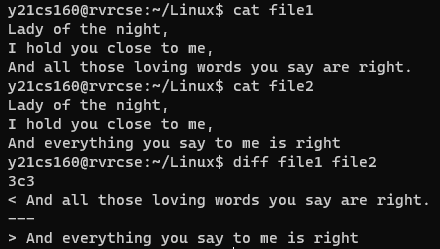 y21cs160@rvrcse:~/Linux$ cat file1
Lady of the night,
I hold you close to me,
And all those loving words you say are right.
y21cs160@rvrcse:~/Linux$ cat file2
Lady of the night,
I hold you close to me,
And everything you say to me is right
y21cs160@rvrcse:~/Linux$ diff file1 file2
3c3
< And all those loving words you say are right.
---
> And everything you say to me is right